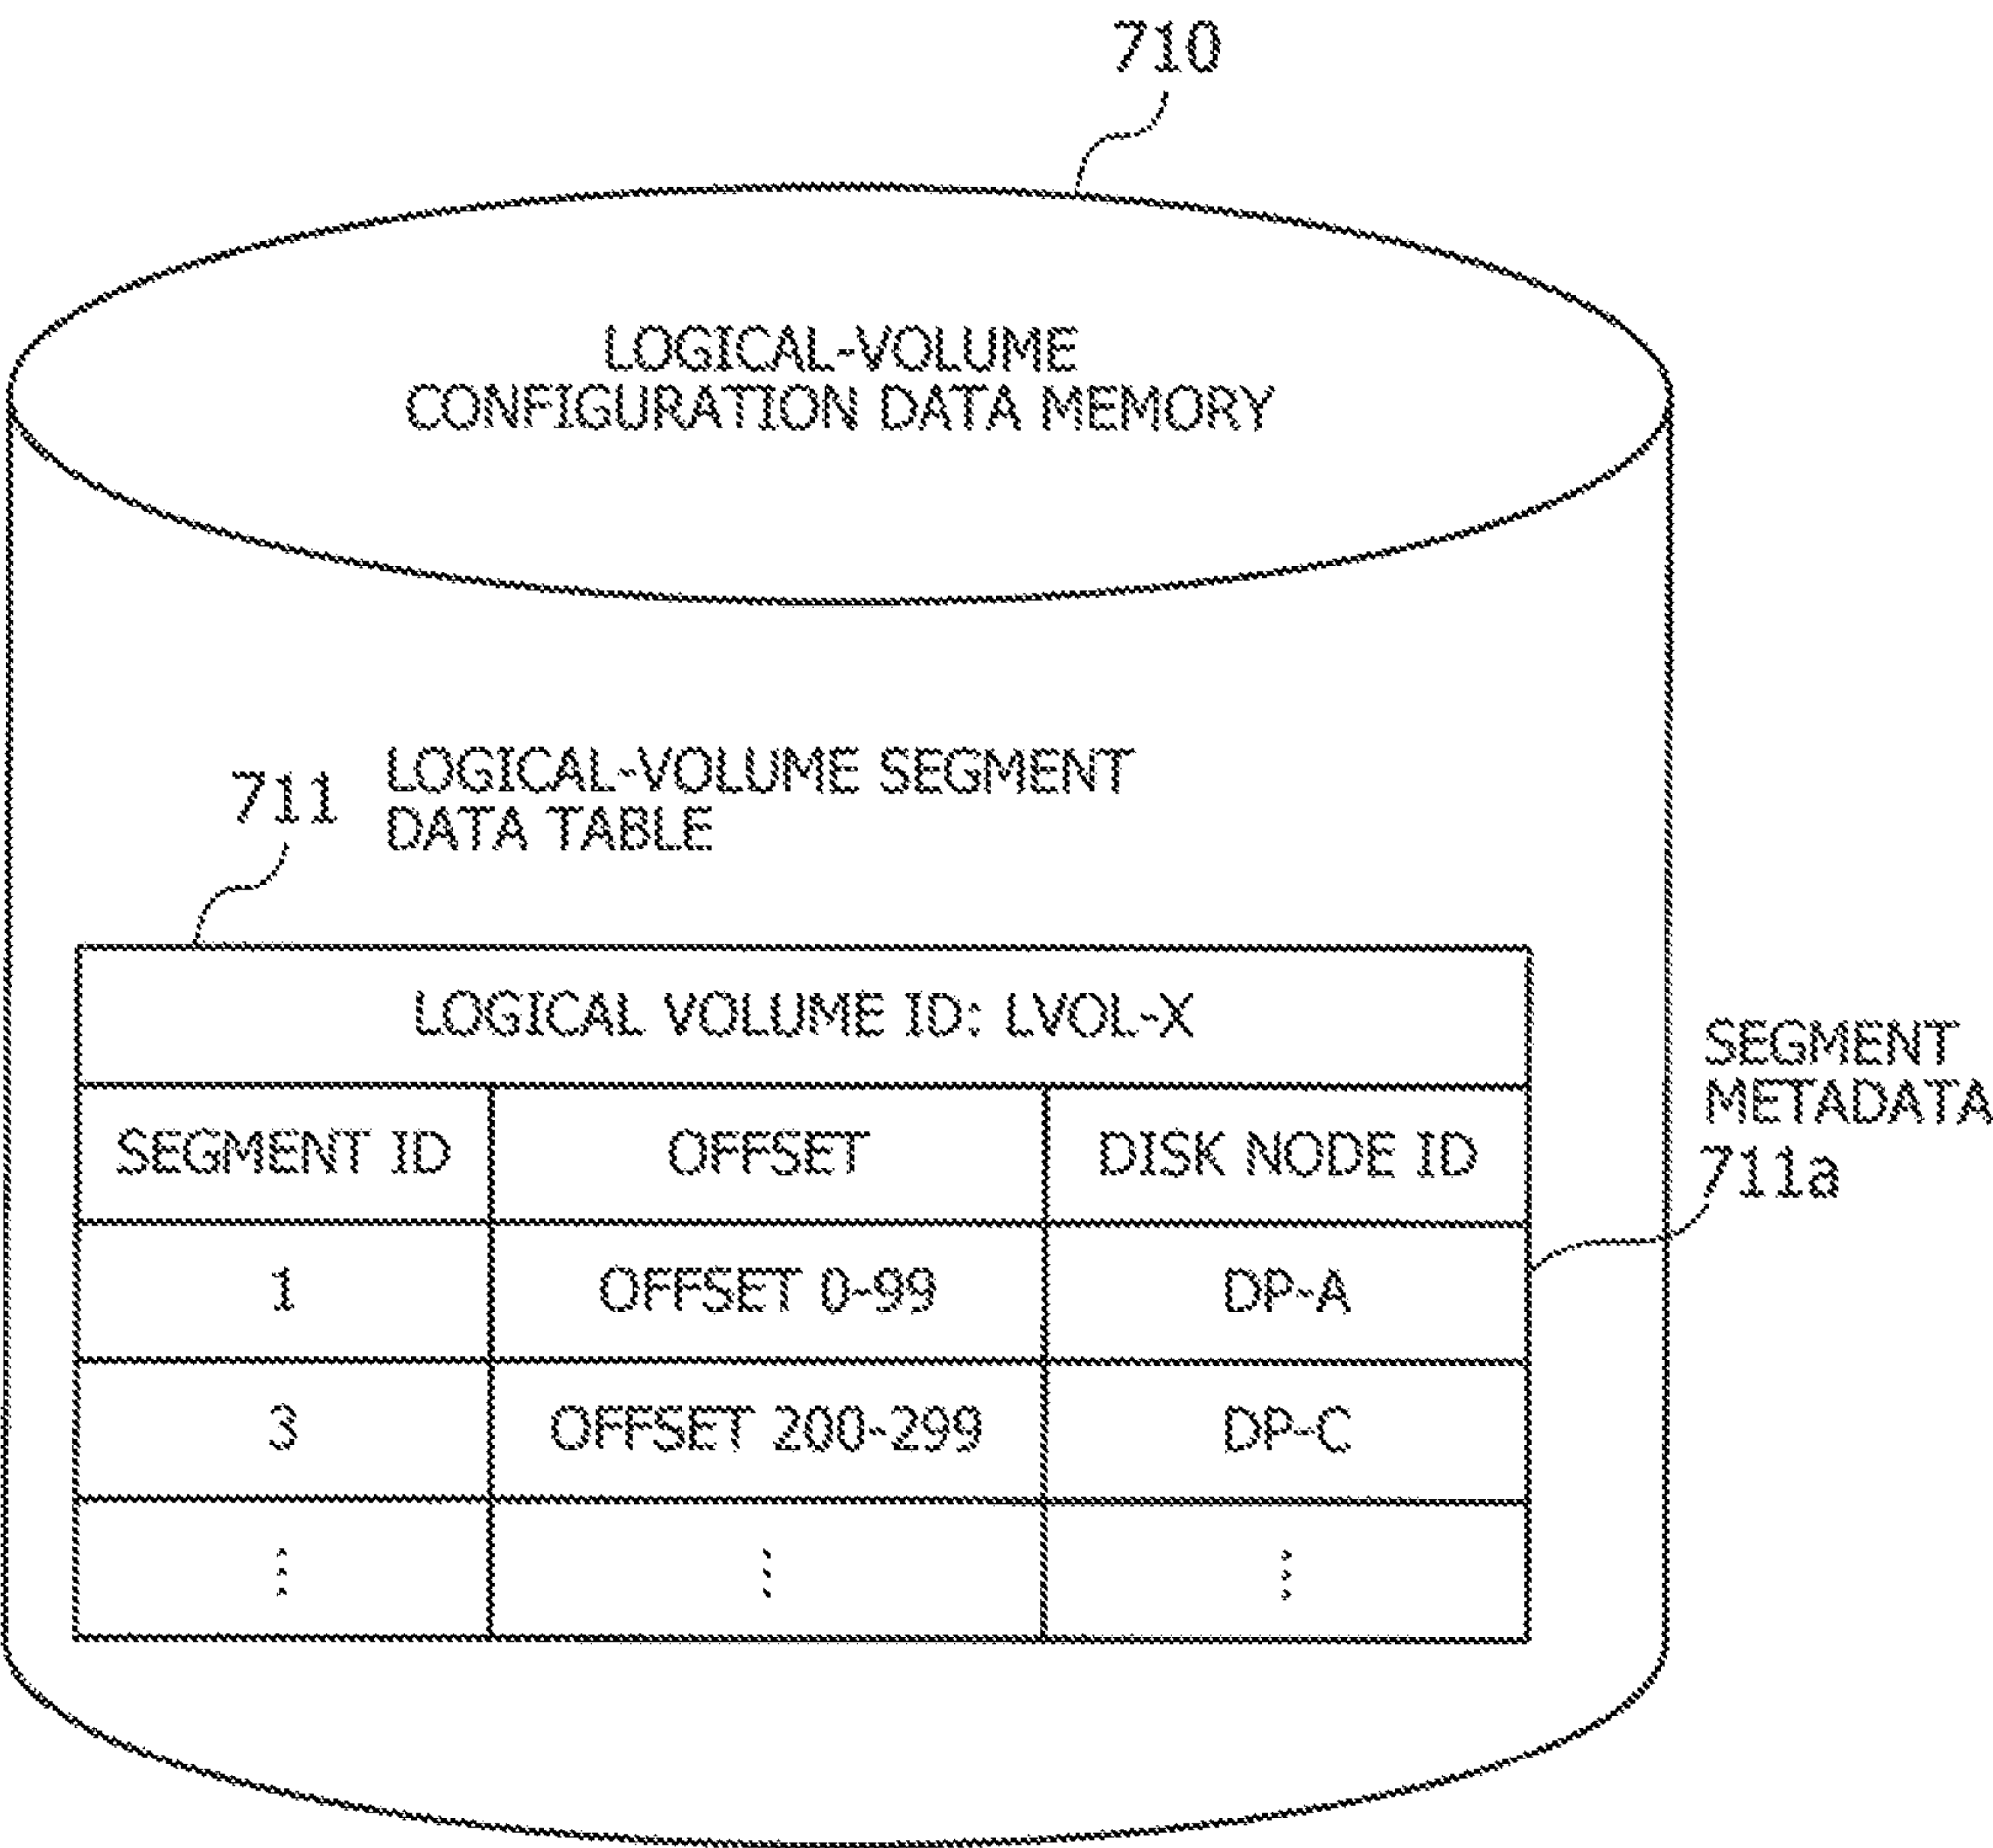 710
LOGICAL-VOLUME
CONFIGURATION DATA MEMORY
711
LOGICAL-VOLUME SEGMENT
DATA TABLE
LOGICAL VOLUME ID: LVOL-X
SEGMENT
METADATA
711a
SEGMENT ID OFFSET DISK NODE ID
1 OFFSET 0-99 DP-A
3 OFFSET 200-299 DP-C
⋮ ⋮ ⋮